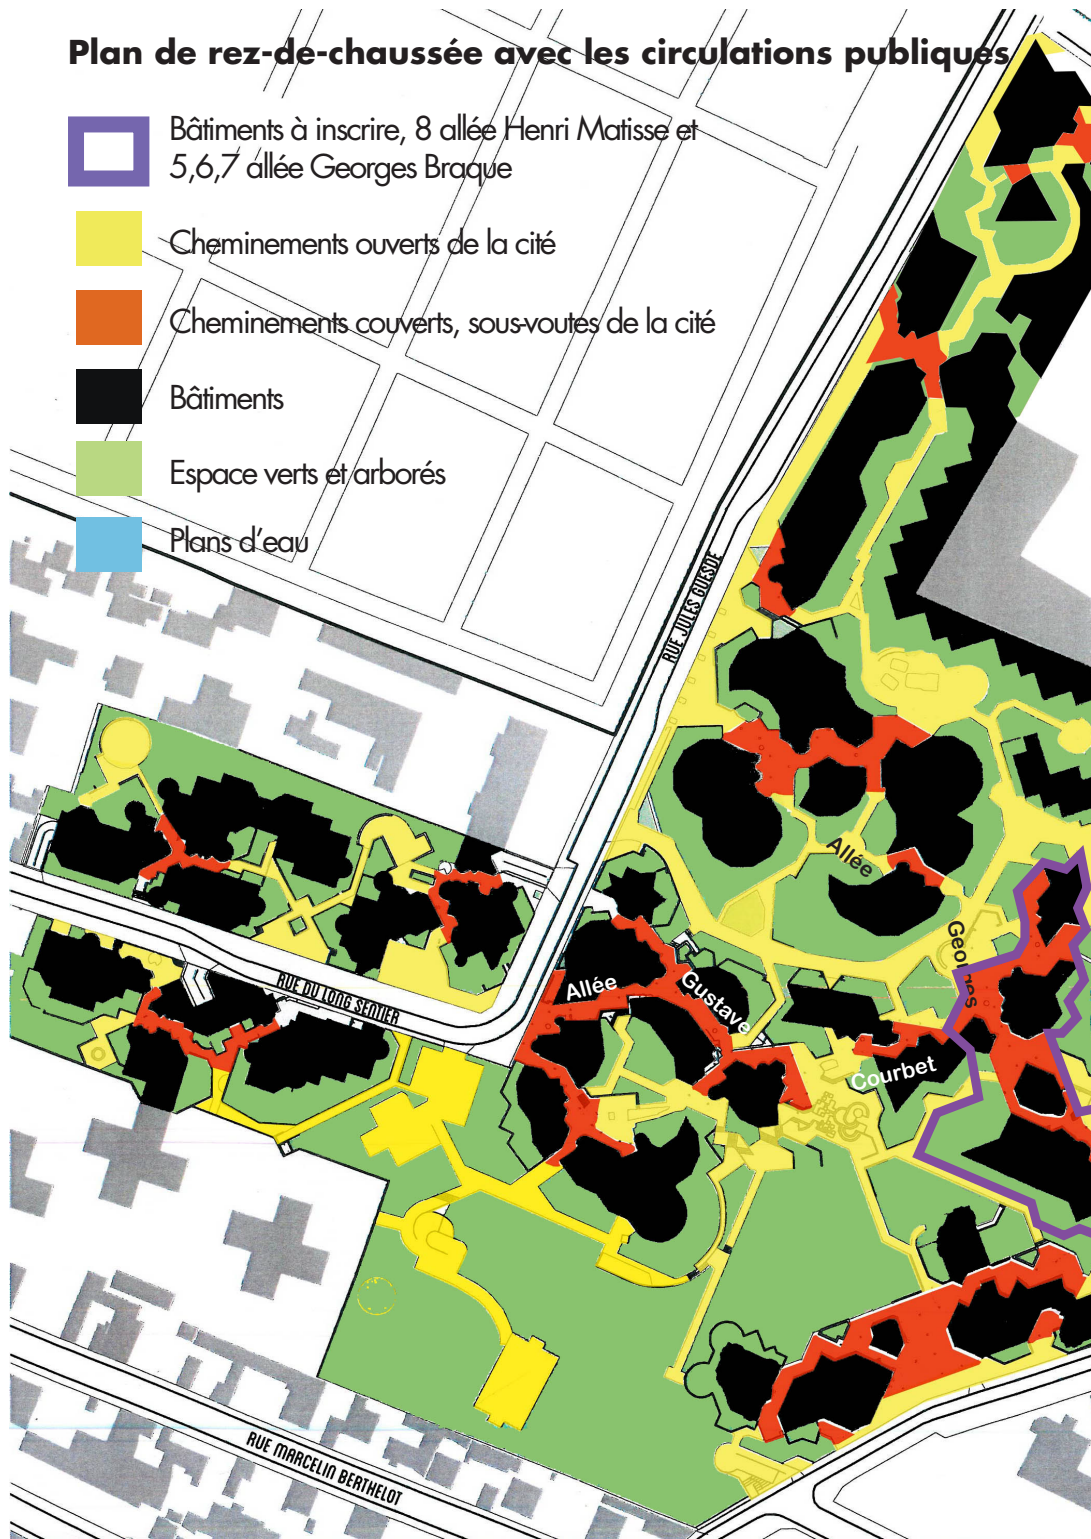 Plan de rez-de-chaussée avec les circulations publiques
Bâtiments à inscrire, 8 allée Henri Matisse et
5,6,7 allée Georges Braque
Cheminements ouverts de la cité
Cheminements couverts, sous-voutes de la cité
Bâtiments
Espace verts et arborés
Plans d'eau
RUE JULES GUESDE
Allée
Georges
Allée
Gustave
Courbet
RUE DU LONG SENTIER
RUE MARCELIN BERTHELOT